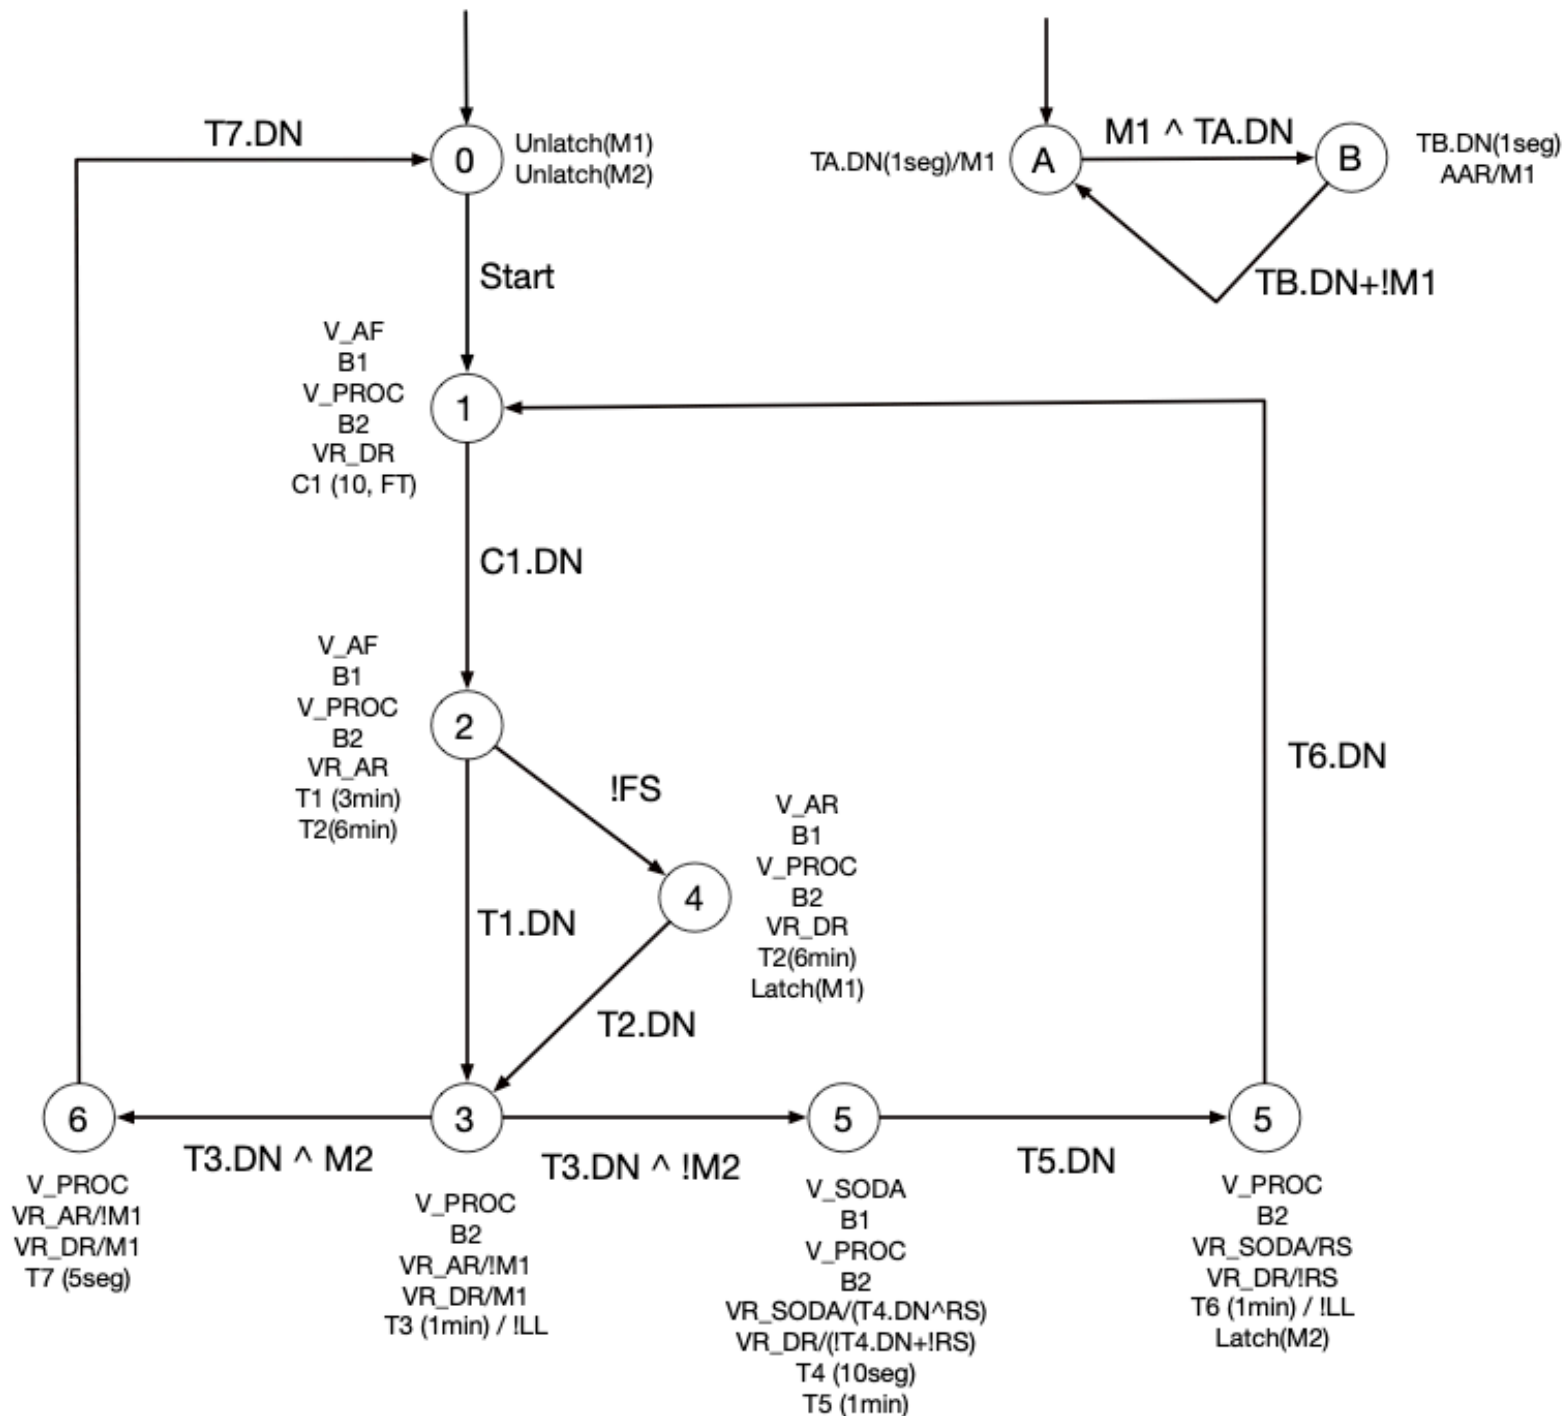 T7.DN
0
Unlatch(M1)
Unlatch(M2)
Start
V_AF
B1
V_PROC
B2
VR_DR
C1 (10, FT)
1
C1.DN
V_AF
B1
V_PROC
B2
VR_AR
T1 (3min)
T2(6min)
2
!FS
T1.DN
4
V_AR
B1
V_PROC
B2
VR_DR
T2(6min)
Latch(M1)
T2.DN
T6.DN
6
T3.DN ^ M2
3
T3.DN ^ !M2
5
T5.DN
5
V_PROC
VR_AR/!M1
VR_DR/M1
T7 (5seg)
V_PROC
B2
VR_AR/!M1
VR_DR/M1
T3 (1min) / !LL
V_SODA
B1
V_PROC
B2
VR_SODA/(T4.DN^RS)
VR_DR/(!T4.DN+!RS)
T4 (10seg)
T5 (1min)
V_PROC
B2
VR_SODA/RS
VR_DR/!RS
T6 (1min) / !LL
Latch(M2)
TA.DN(1seg)/M1
A
M1 ^ TA.DN
B
TB.DN(1seg)
AAR/M1
TB.DN+!M1